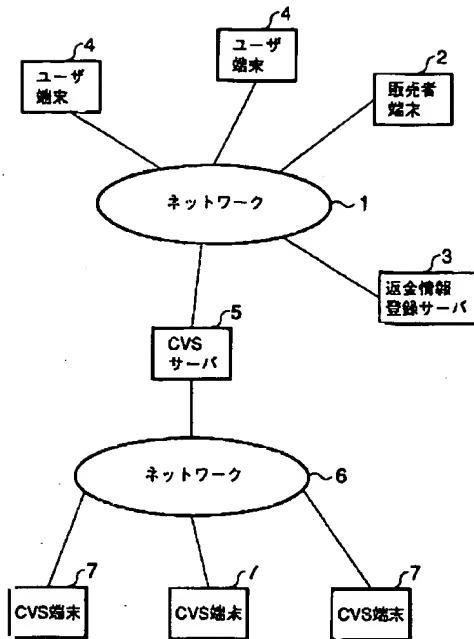 4
ユーザ
端末
4
ユーザ
端末
2
販売者
端末
ネットワーク
1
3
返金情報
登録サーバ
5
CVS
サーバ
ネットワーク
6
7
CVS端末
7
CVS端末
7
CVS端末